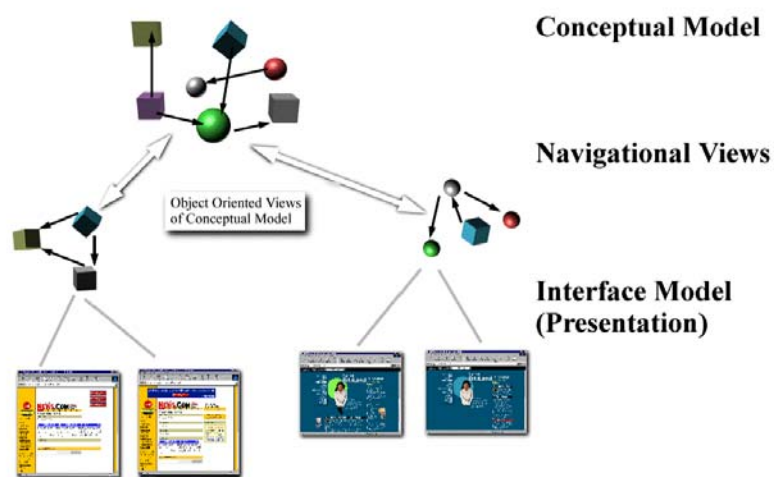 Conceptual Model
Navigational Views
Object Oriented Views
of Conceptual Model
Interface Model
(Presentation)